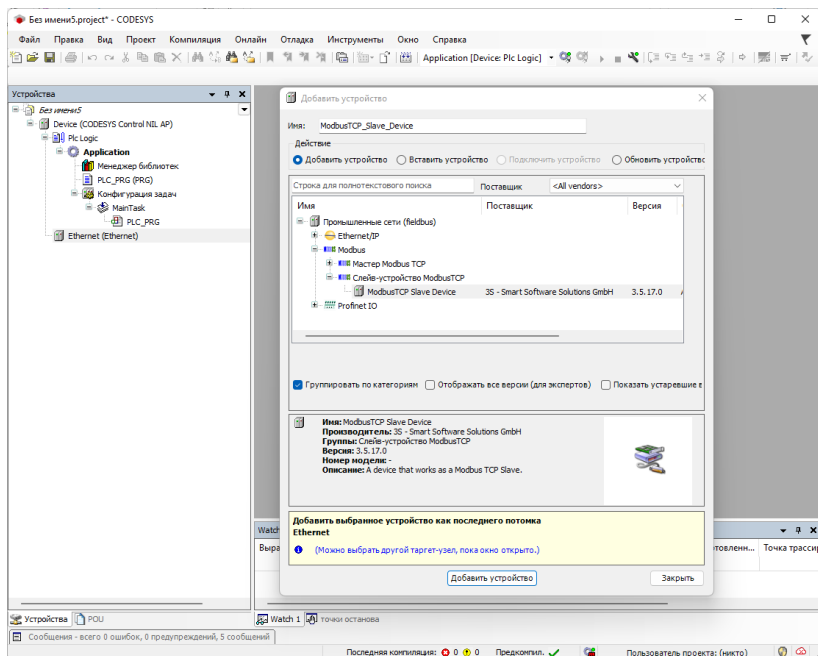 Без имени5.project* - CODESYS
Файл Правка Вид Проект Компиляция Онлайн Отладка Инструменты Окно Справка
Application [Device: Plc Logic]
Устройства
Без имени5
Device (CODESYS Control NIL AP)
Plc Logic
Application
Менеджер библиотек
PLC_PRG (PRG)
Конфигурация задач
MainTask
PLC_PRG
Ethernet (Ethernet)
Добавить устройство
Имя: ModbusTCP_Slave_Device
Действие
Добавить устройство Вставить устройство Подключить устройство Обновить устройство
Строка для полнотекстового поиска Поставщик <All vendors>
Имя Поставщик Версия
Промышленные сети (fieldbus)
Ethernet/IP
Modbus
Мастер Modbus TCP
Слейв-устройство ModbusTCP
ModbusTCP Slave Device 3S - Smart Software Solutions GmbH 3.5.17.0
Profinet IO
Группировать по категориям Отображать все версии (для экспертов) Показать устаревшие в
Имя: ModbusTCP Slave Device
Производитель: 3S - Smart Software Solutions GmbH
Группы: Слейв-устройство ModbusTCP
Версия: 3.5.17.0
Номер модели: -
Описание: A device that works as a Modbus TCP Slave.
Добавить выбранное устройство как последнего потомка
Ethernet
(Можно выбрать другой таргет-узел, пока окно открыто.)
Добавить устройство Закрыть
Watch
Выра готовленн... Точка трассир
Устройства POU Watch 1 точки останова
Сообщения - всего 0 ошибок, 0 предупреждений, 5 сообщений
Последняя компиляция: 0 0 Предкомпил. Пользователь проекта: (никто)